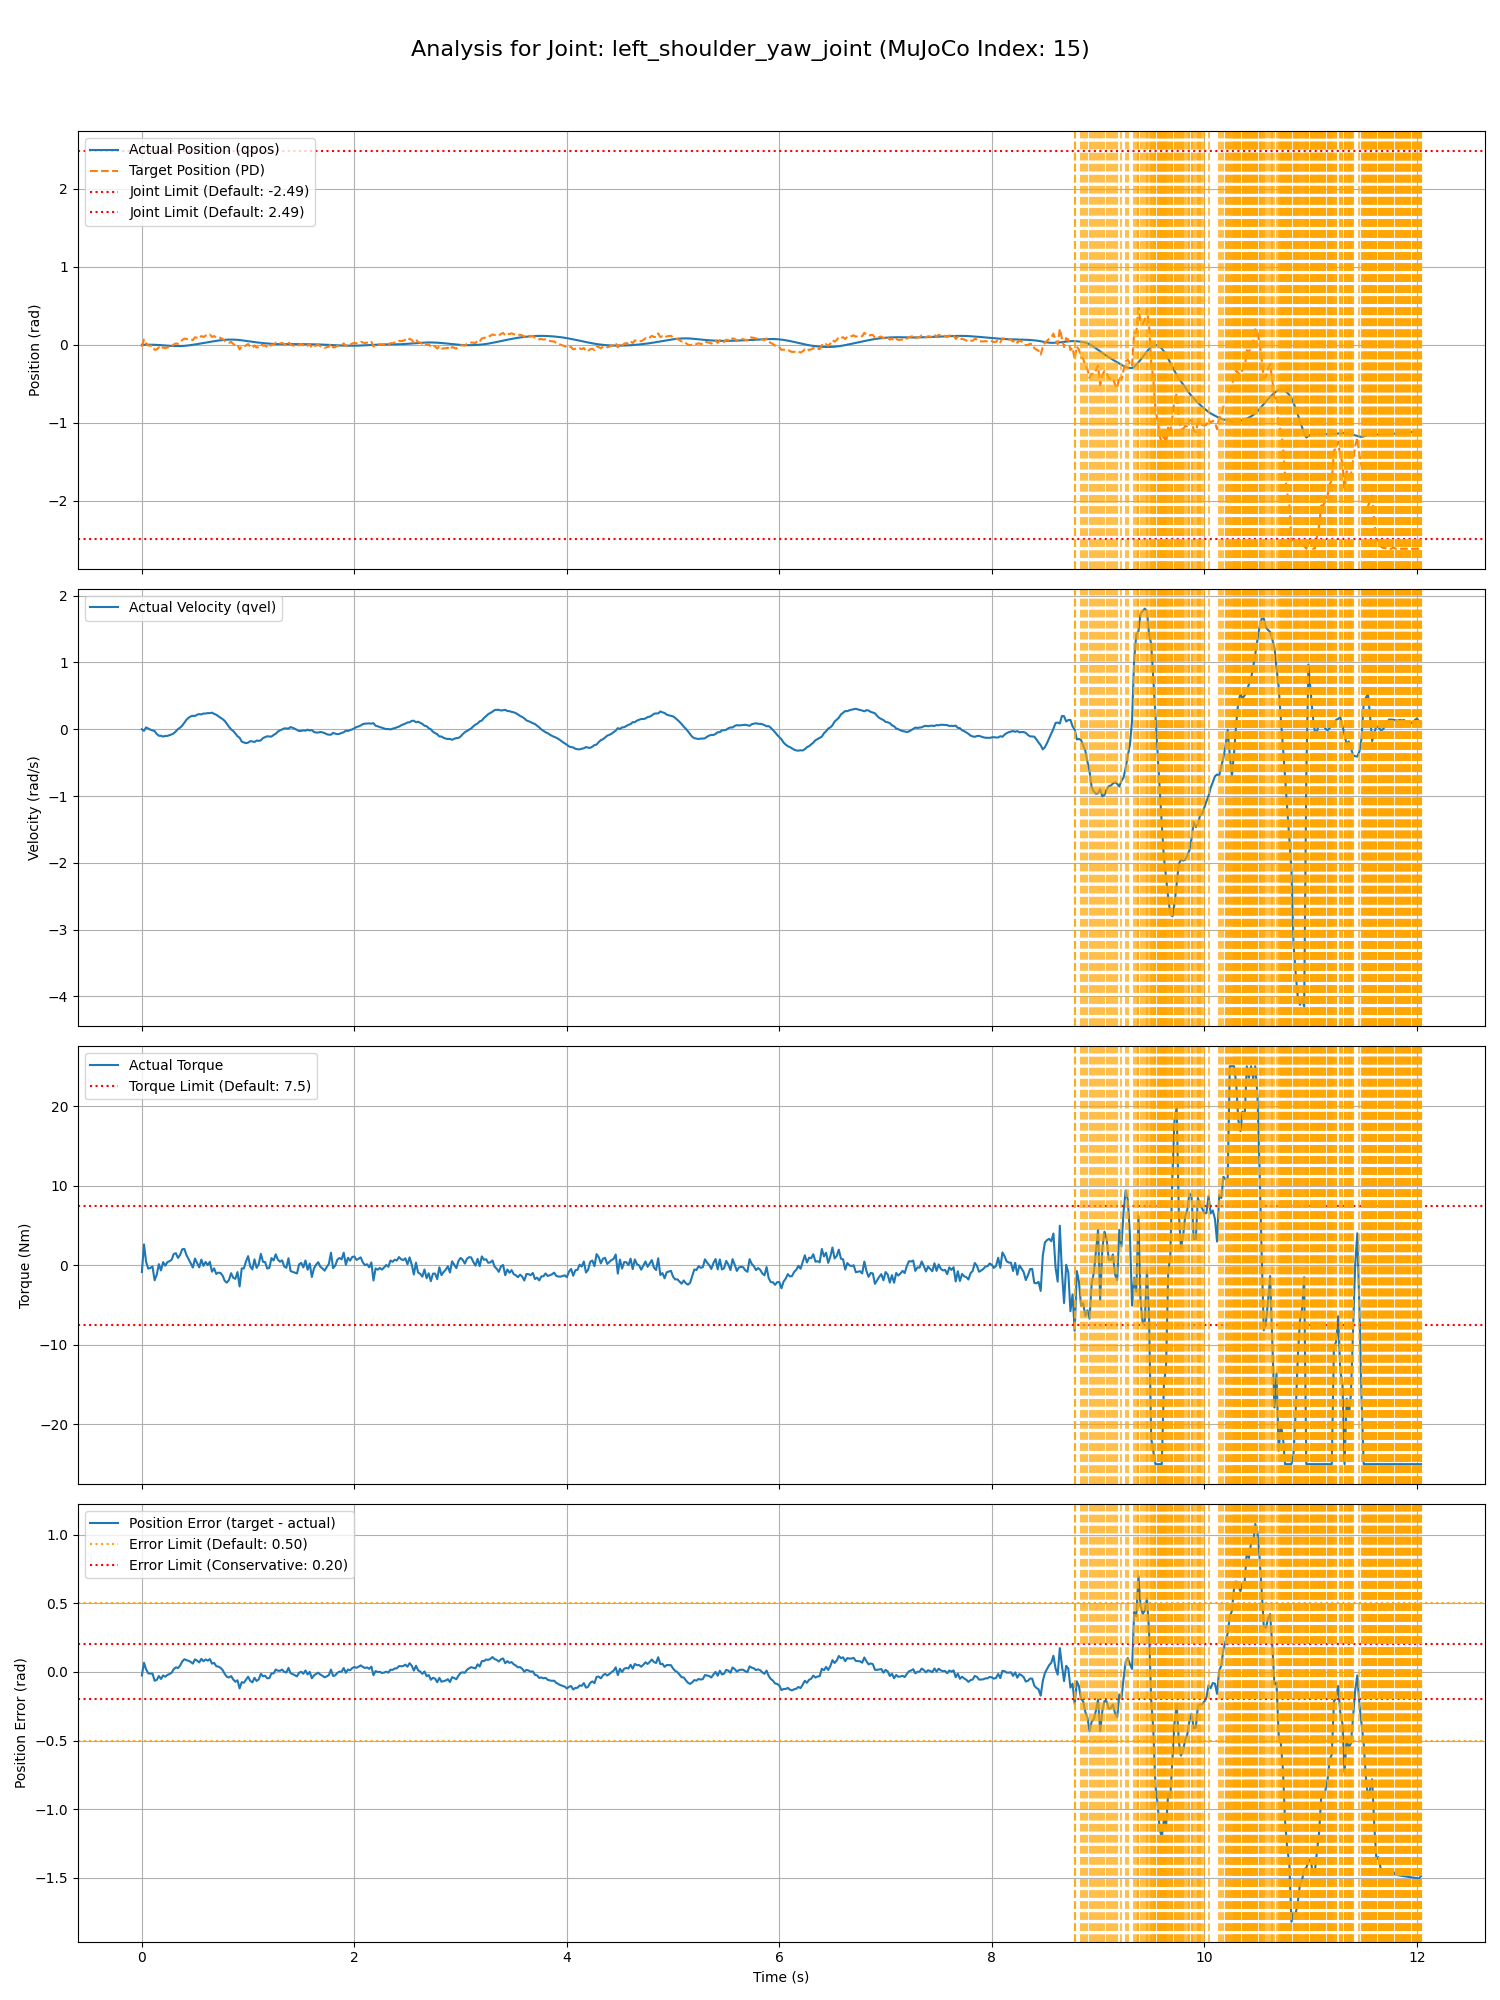 Analysis for Joint: left_shoulder_yaw_joint (MuJoCo Index: 15)
Actual Position (qpos)
Target Position (PD)
Joint Limit (Default: -2.49)
Joint Limit (Default: 2.49)
2
1
0
−1
−2
Position (rad)
Actual Velocity (qvel)
2
1
0
−1
−2
−3
−4
Velocity (rad/s)
Actual Torque
Torque Limit (Default: 7.5)
20
10
0
−10
−20
Torque (Nm)
Position Error (target - actual)
Error Limit (Default: 0.50)
Error Limit (Conservative: 0.20)
1.0
0.5
0.0
−0.5
−1.0
−1.5
Position Error (rad)
0 2 4 6 8 10 12
Time (s)